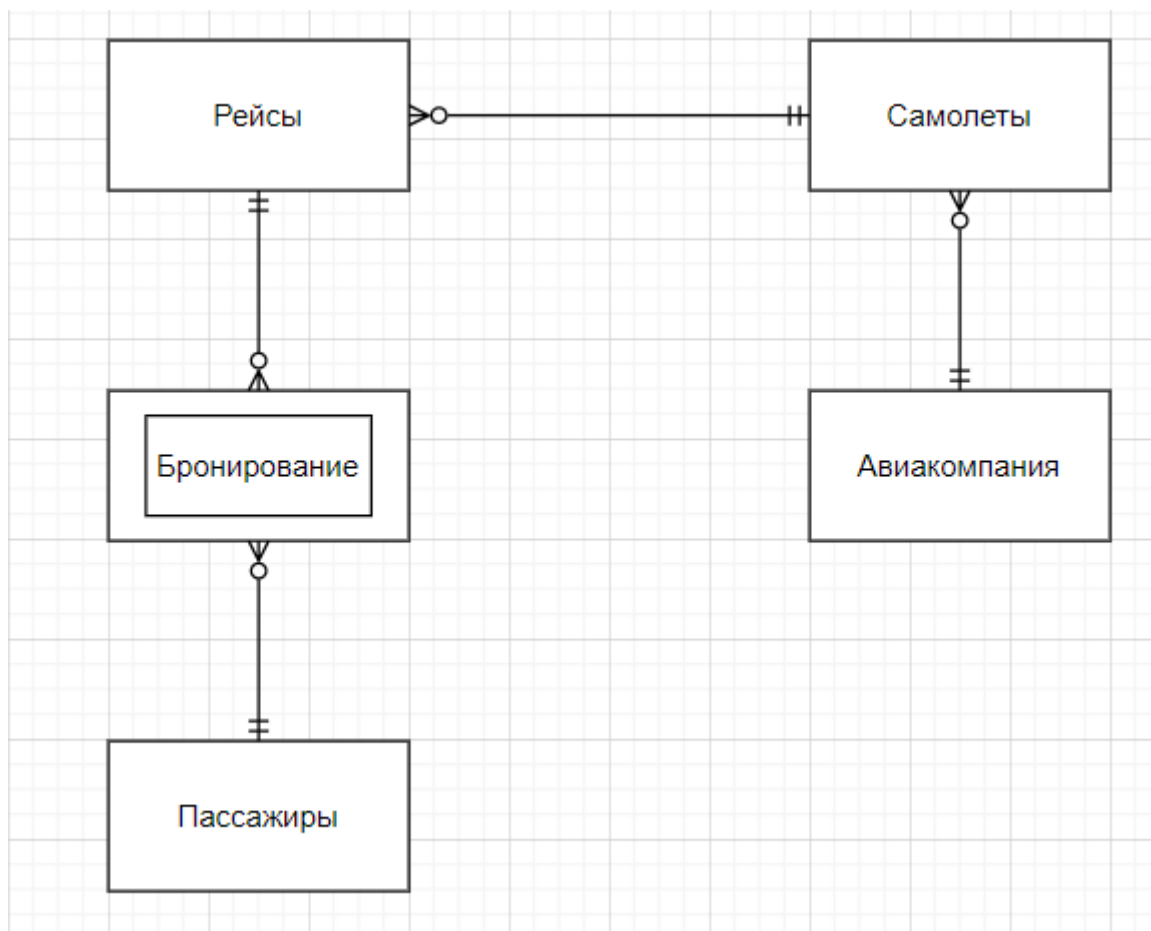 Рейсы
Самолеты
Бронирование
Авиакомпания
Пассажиры